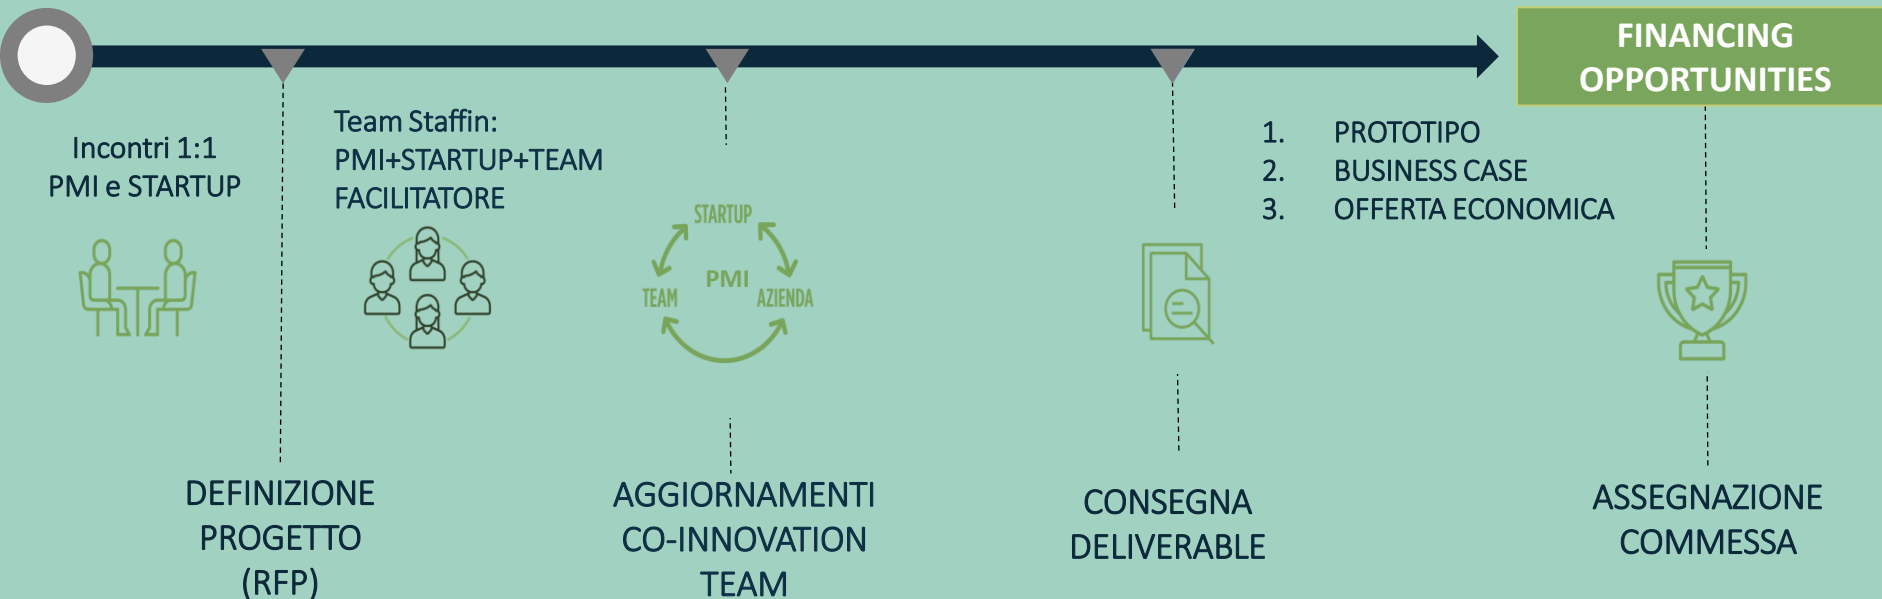 FINANCING
OPPORTUNITIES
Incontri 1:1
PMI e STARTUP
Team Staffin:
PMI+STARTUP+TEAM
FACILITATORE
STARTUP
PMI
TEAM
AZIENDA
1. PROTOTIPO
2. BUSINESS CASE
3. OFFERTA ECONOMICA
DEFINIZIONE
PROGETTO
(RFP)
AGGIORNAMENTI
CO-INNOVATION
TEAM
CONSEGNA
DELIVERABLE
ASSEGNAZIONE
COMMESSA